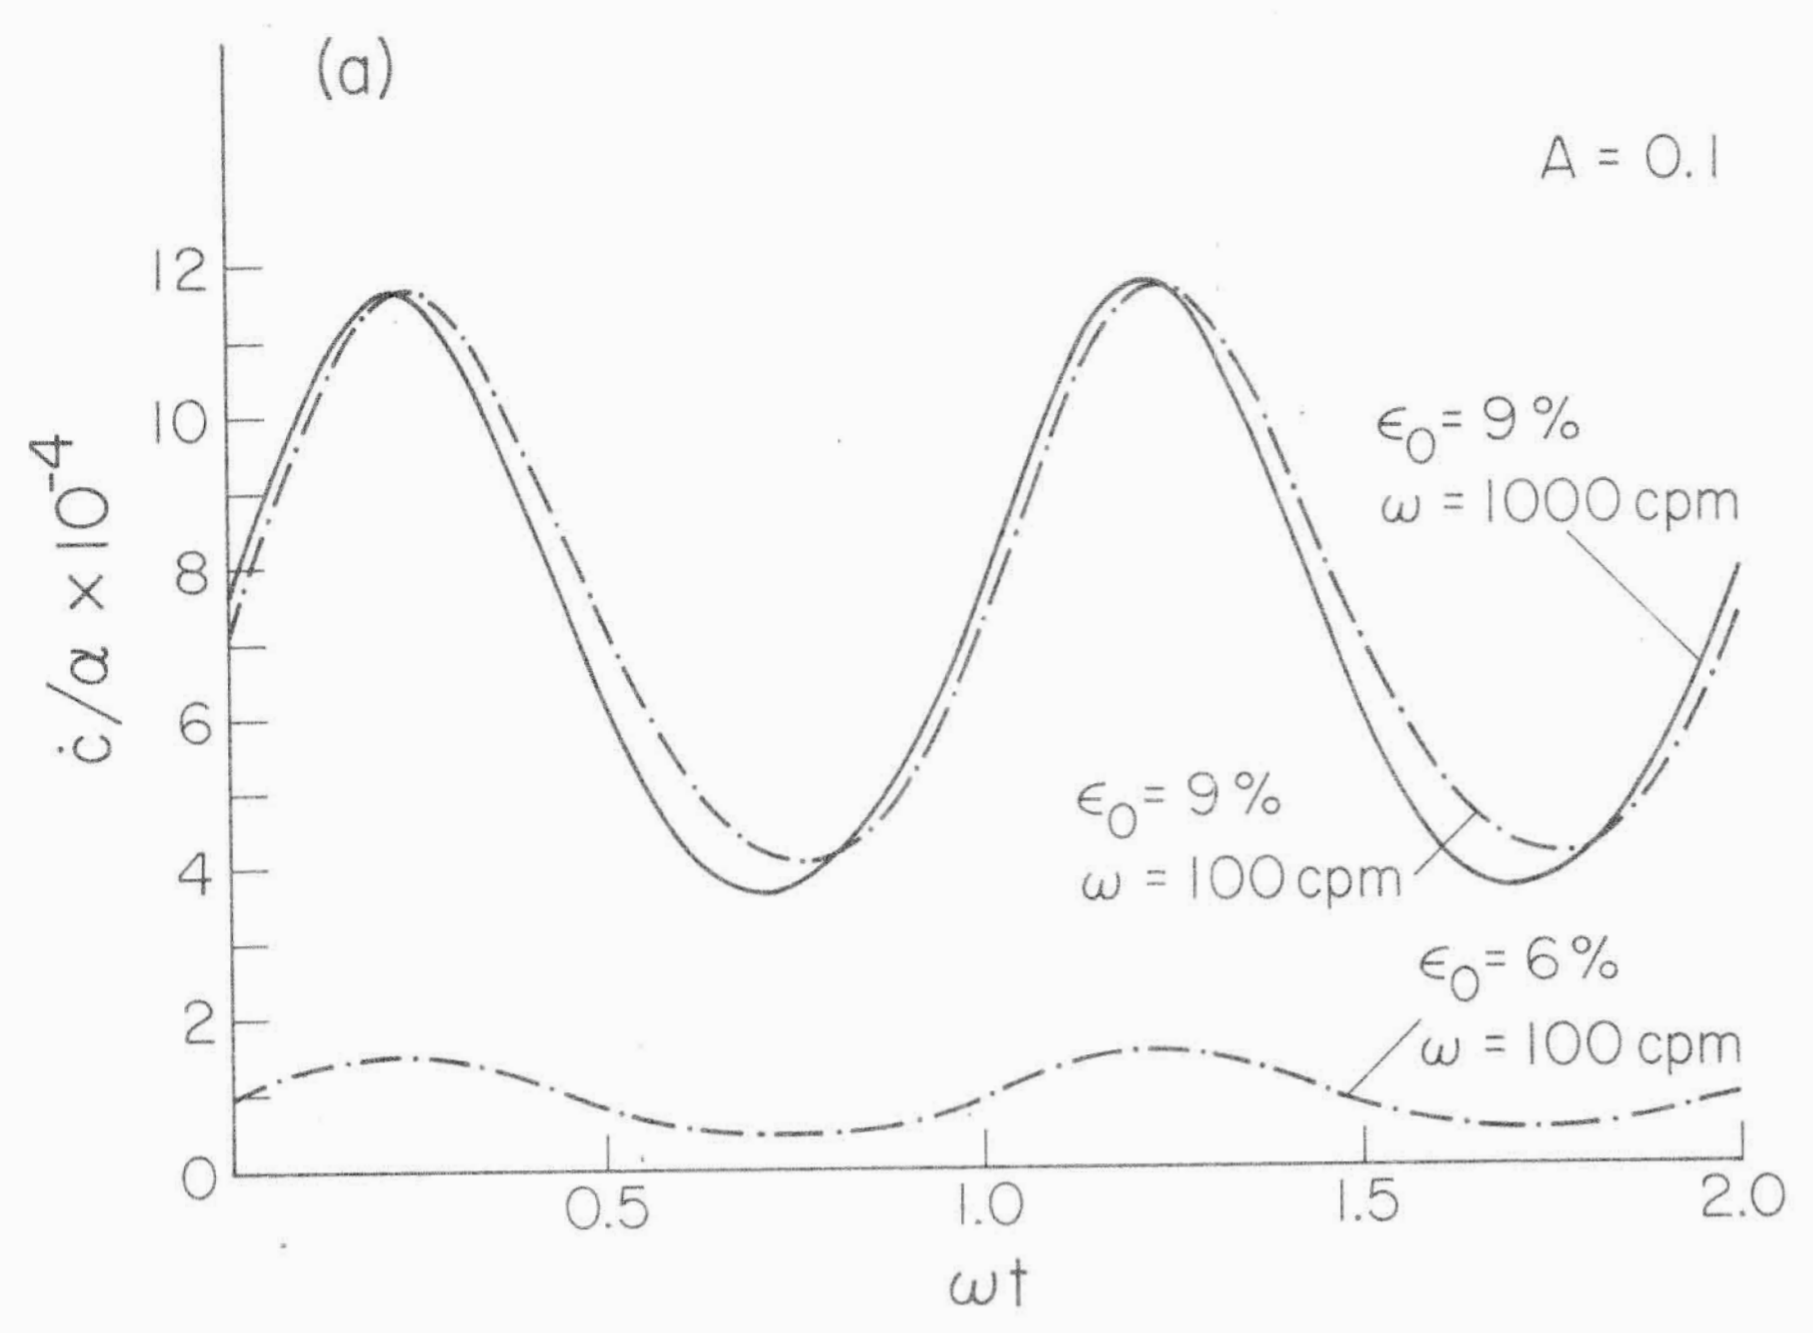 (a)
A = 0.1
12
10
8
6
4
2
0
ċ/α × 10⁻⁴
ϵ₀ = 9%
ω = 1000 cpm
ϵ₀ = 9%
ω = 100 cpm
ϵ₀ = 6%
ω = 100 cpm
0.5
1.0
1.5
2.0
ωt